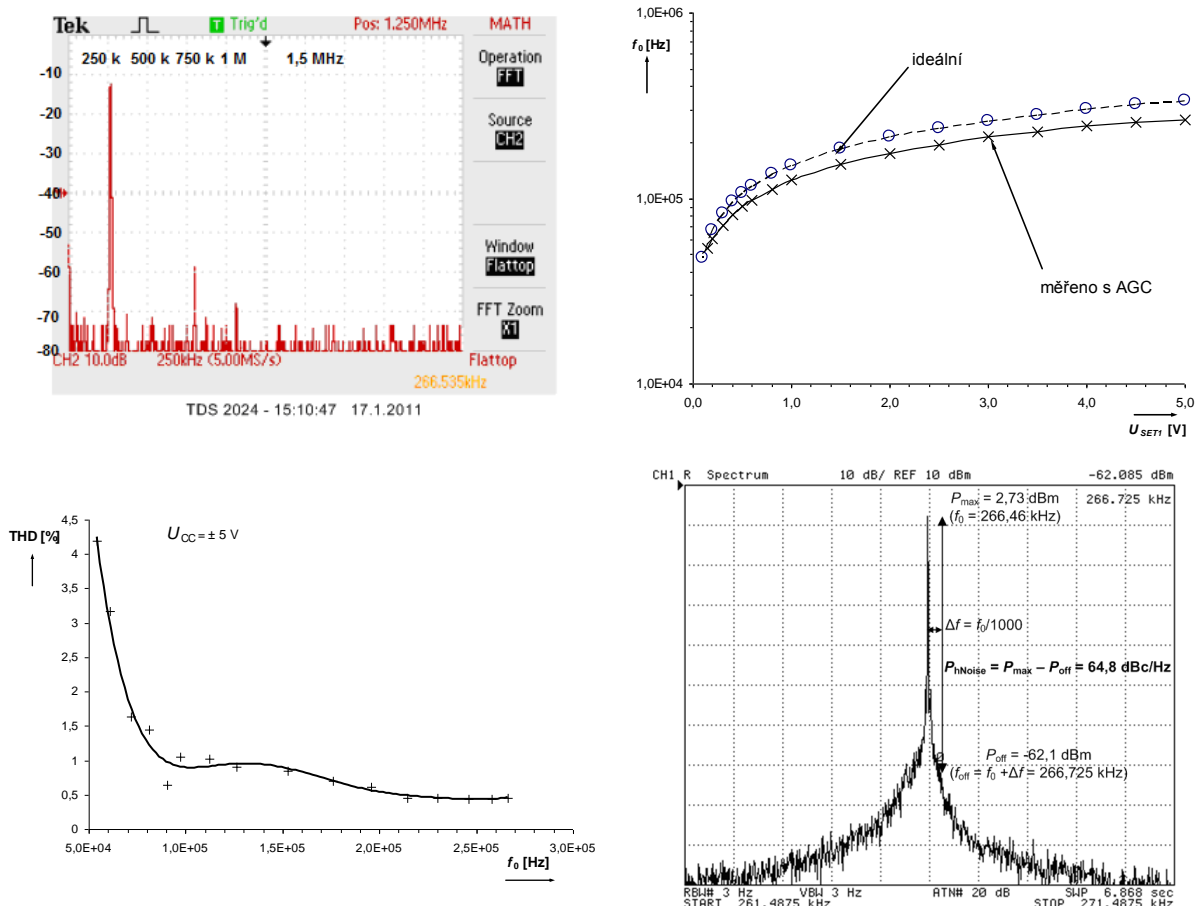 Tek
T Trig'd
Pos: 1.250MHz
MATH
250 k 500 k 750 k 1 M 1,5 MHz
-10
-20
-30
-40
-50
-60
-70
-80
Operation
FFT
Source
CH2
Window
Flattop
FFT Zoom
X1
CH2 10.0dB 250kHz (5.00MS/s) Flattop
266.535kHz
TDS 2024 - 15:10:47 17.1.2011
1,0E+06
f0 [Hz]
1,0E+05
1,0E+04
ideální
měřeno s AGC
0,0 1,0 2,0 3,0 4,0 5,0
USET1 [V]
THD [%]
UCC = ± 5 V
4,5
4
3,5
3
2,5
2
1,5
1
0,5
0
5,0E+04 1,0E+05 1,5E+05 2,0E+05 2,5E+05 3,0E+05
f0 [Hz]
CH1 R Spectrum 10 dB/ REF 10 dBm -62.085 dBm
266.725 kHz
Pmax = 2,73 dBm
(f0 = 266,46 kHz)
Δf = f0/1000
PhNoise = Pmax – Poff = 64,8 dBc/Hz
Poff = -62,1 dBm
(foff = f0 +Δf = 266,725 kHz)
RBW# 3 Hz VBW 3 Hz ATN# 20 dB SWP 6.868 sec
START 261.4875 kHz STOP 271.4875 kHz